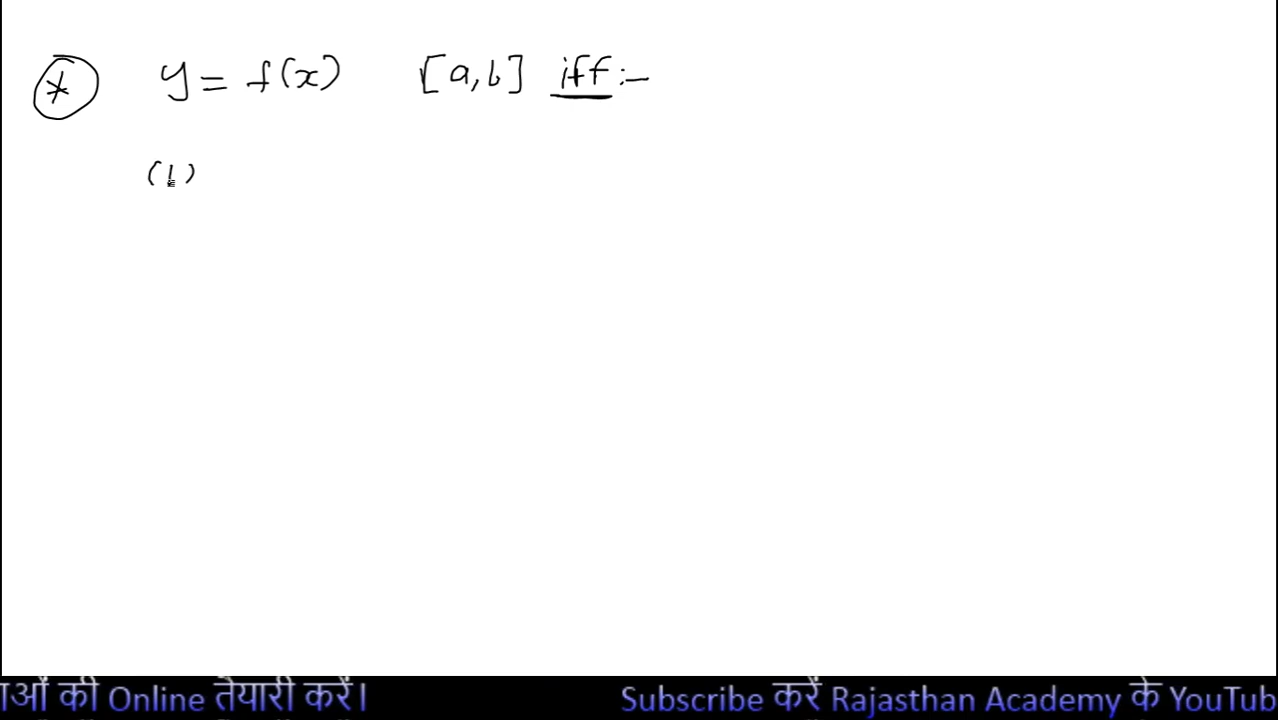 * y = f(x) [a,b] iff :-
(1)
ाओं की Online तैयारी करें। Subscribe करें Rajasthan Academy के YouTub